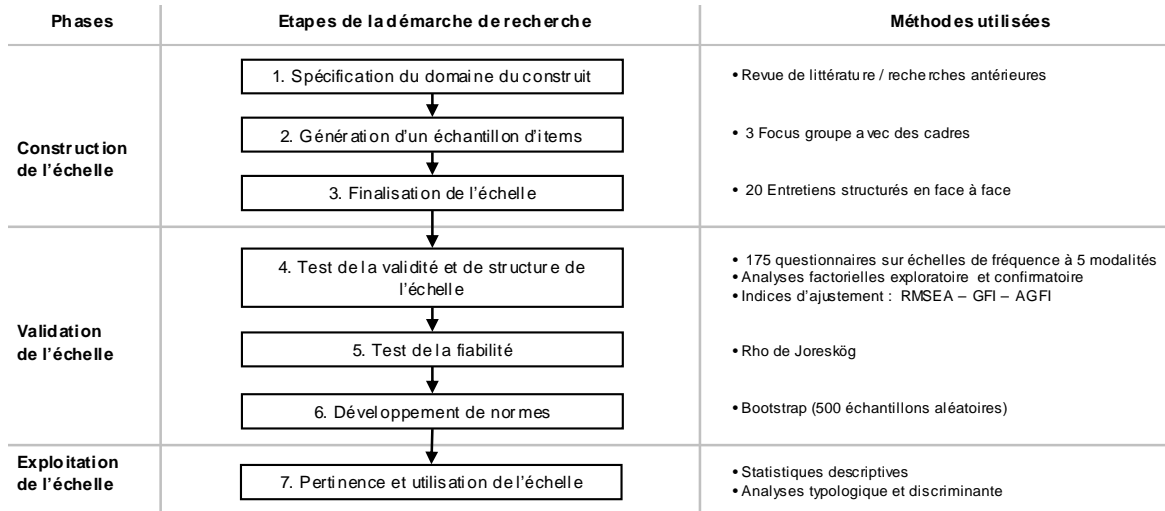 Phases
Etapes de la démarche de recherche
Méthodes utilisées
Construction
de l'échelle
1. Spécification du domaine du construit
• Revue de littérature / recherches antérieures
2. Génération d'un échantillon d'items
• 3 Focus groupe avec des cadres
3. Finalisation de l'échelle
• 20 Entretiens structurés en face à face
Validation
de l'échelle
4. Test de la validité et de structure de
l'échelle
• 175 questionnaires sur échelles de fréquence à 5 modalités
• Analyses factorielles exploratoire et confirmatoire
• Indices d'ajustement : RMSEA – GFI – AGFI
5. Test de la fiabilité
• Rho de Joreskög
6. Développement de normes
• Bootstrap (500 échantillons aléatoires)
Exploitation
de l'échelle
7. Pertinence et utilisation de l'échelle
• Statistiques descriptives
• Analyses typologique et discriminante